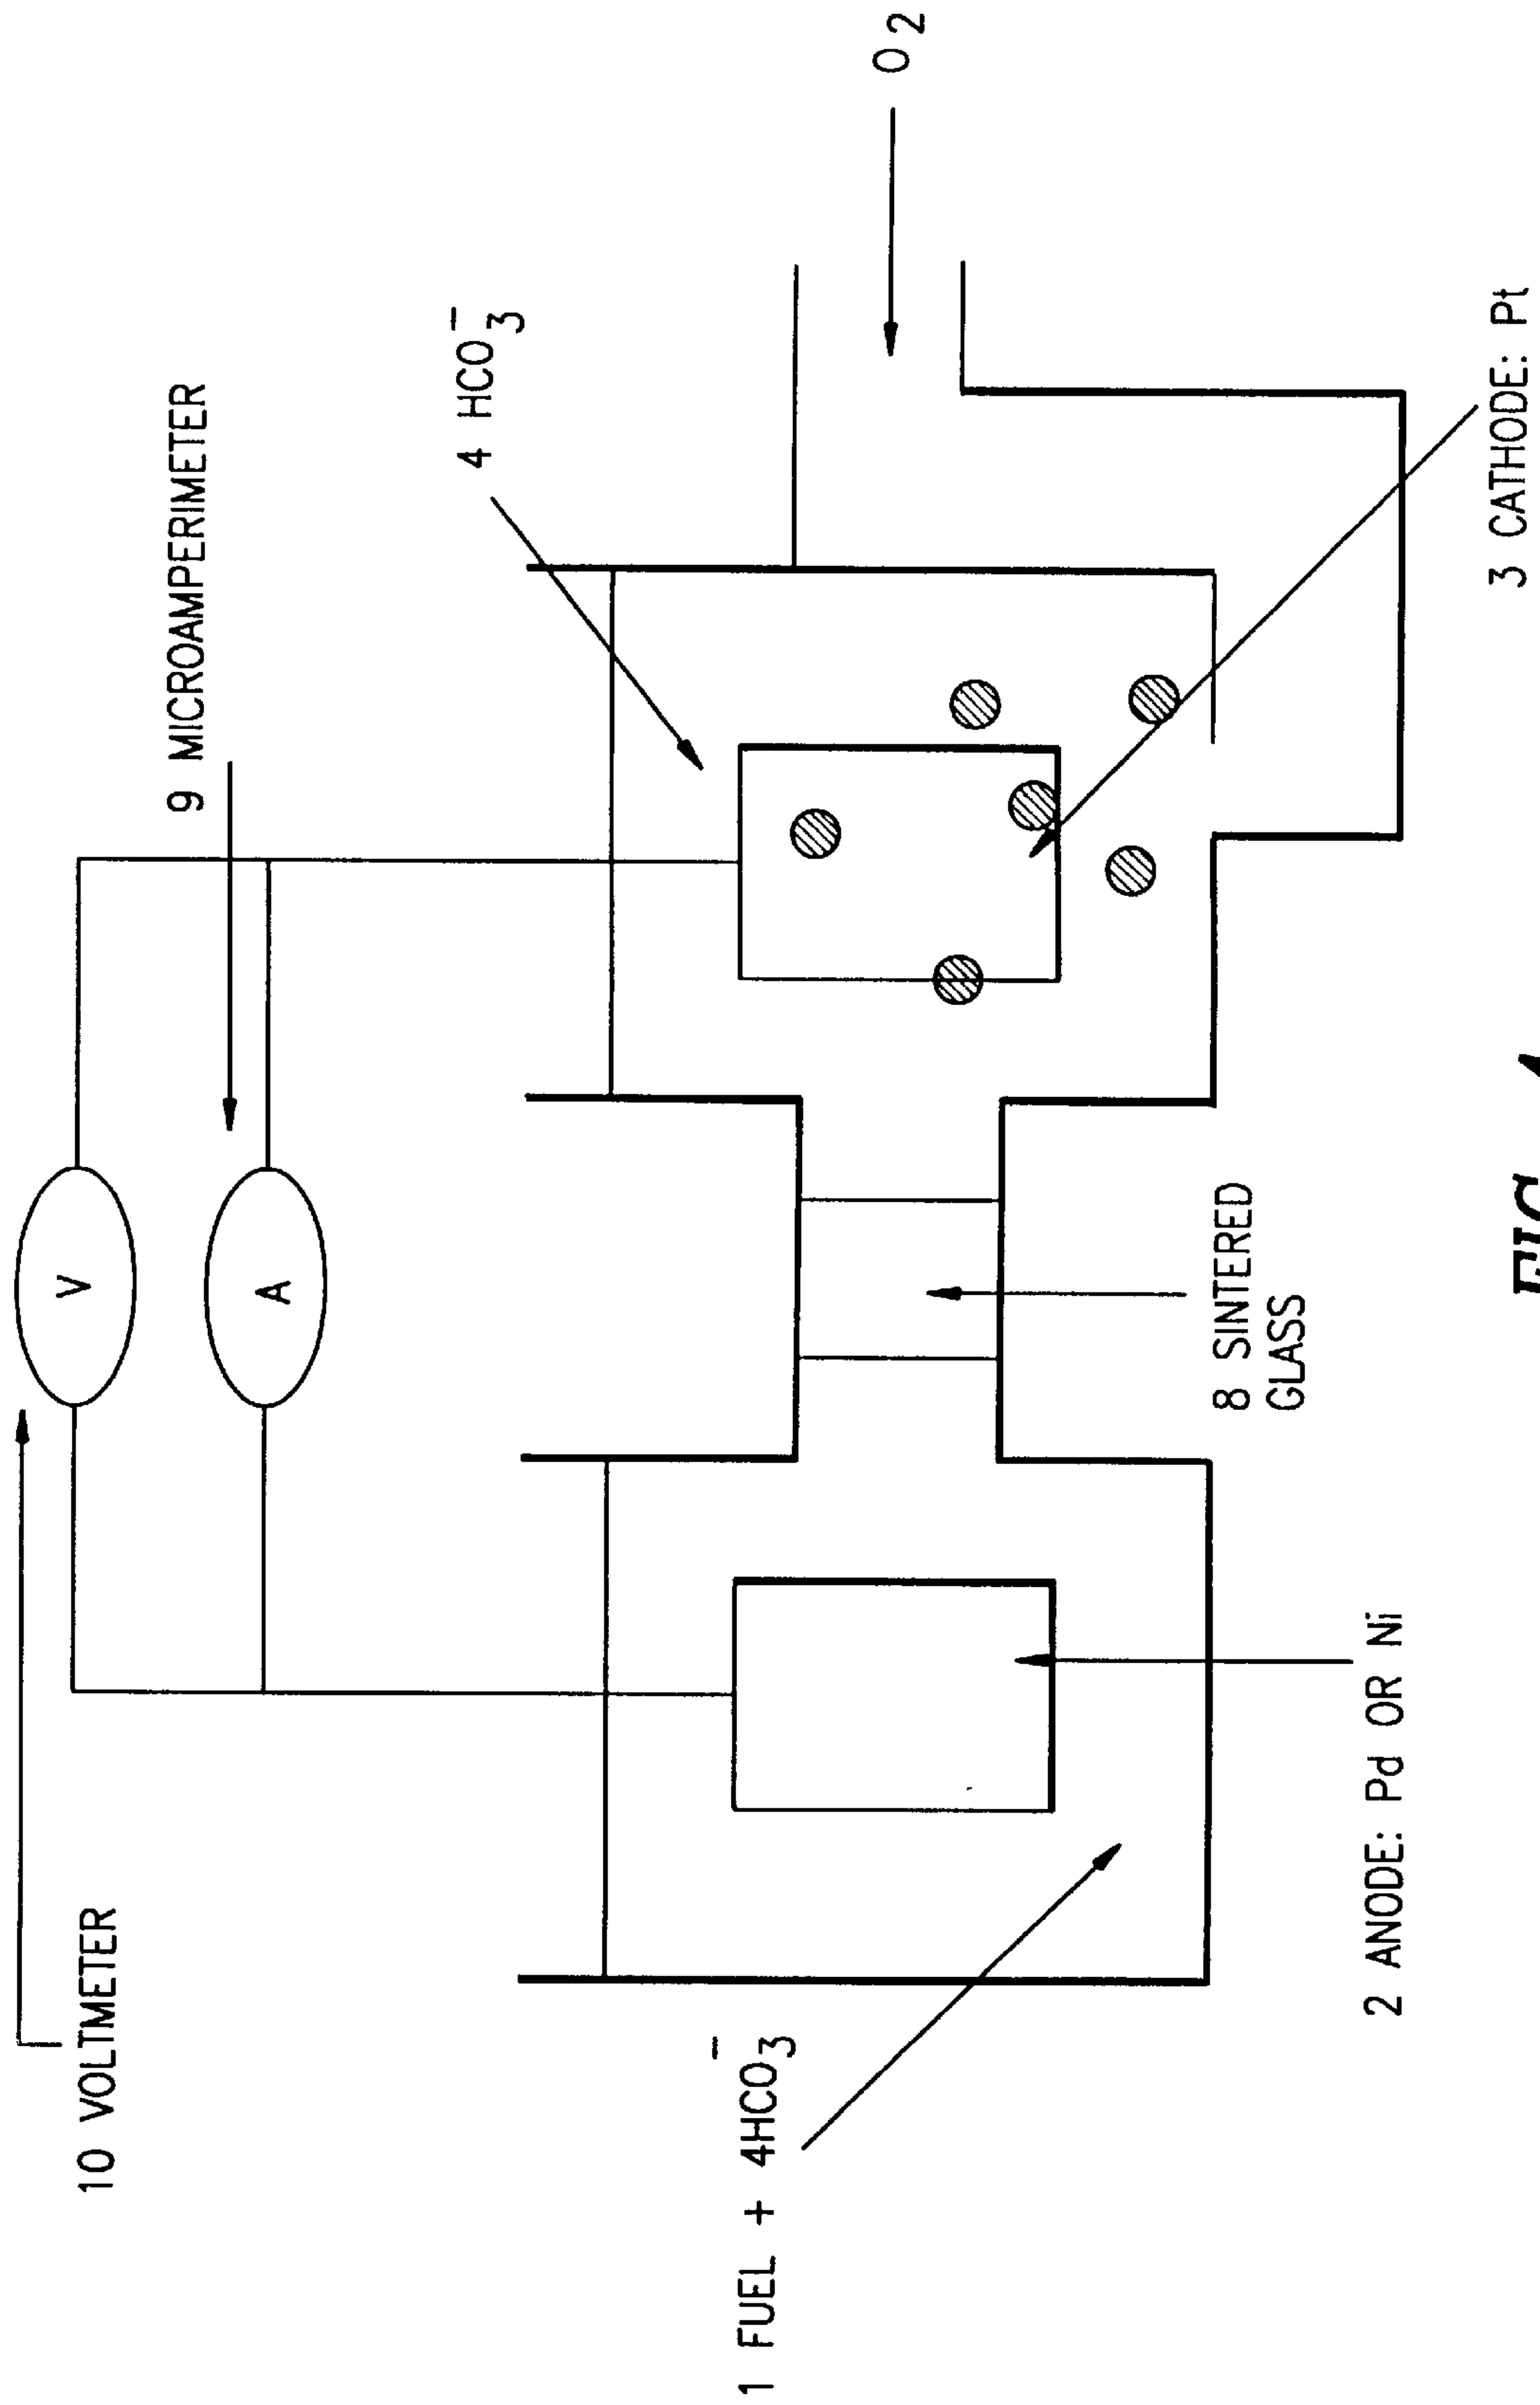 10 VOLTMETER
9 MICROAMPERIMETER
V
A
4 HCO₃⁻
O₂
1 FUEL + 4HCO₃⁻
8 SINTERED
GLASS
2 ANODE: Pd OR Ni
3 CATHODE: Pt